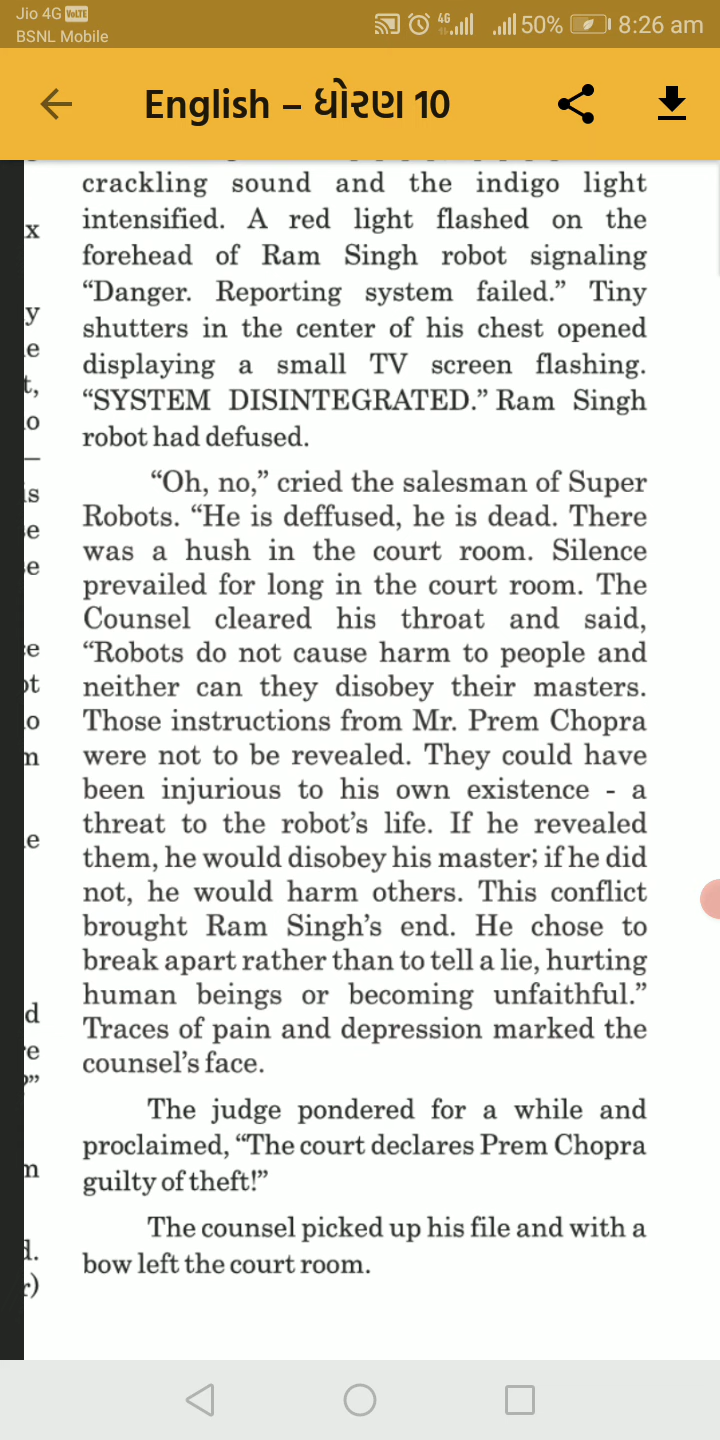 Jio 4G VoLTE
BSNL Mobile
4G 50% 8:26 am
English – ધોરણ 10
crackling sound and the indigo light
intensified. A red light flashed on the
forehead of Ram Singh robot signaling
“Danger. Reporting system failed.” Tiny
shutters in the center of his chest opened
displaying a small TV screen flashing.
“SYSTEM DISINTEGRATED.” Ram Singh
robot had defused.
“Oh, no,” cried the salesman of Super
Robots. “He is deffused, he is dead. There
was a hush in the court room. Silence
prevailed for long in the court room. The
Counsel cleared his throat and said,
“Robots do not cause harm to people and
neither can they disobey their masters.
Those instructions from Mr. Prem Chopra
were not to be revealed. They could have
been injurious to his own existence - a
threat to the robot’s life. If he revealed
them, he would disobey his master; if he did
not, he would harm others. This conflict
brought Ram Singh’s end. He chose to
break apart rather than to tell a lie, hurting
human beings or becoming unfaithful.”
Traces of pain and depression marked the
counsel’s face.
The judge pondered for a while and
proclaimed, “The court declares Prem Chopra
guilty of theft!”
The counsel picked up his file and with a
bow left the court room.